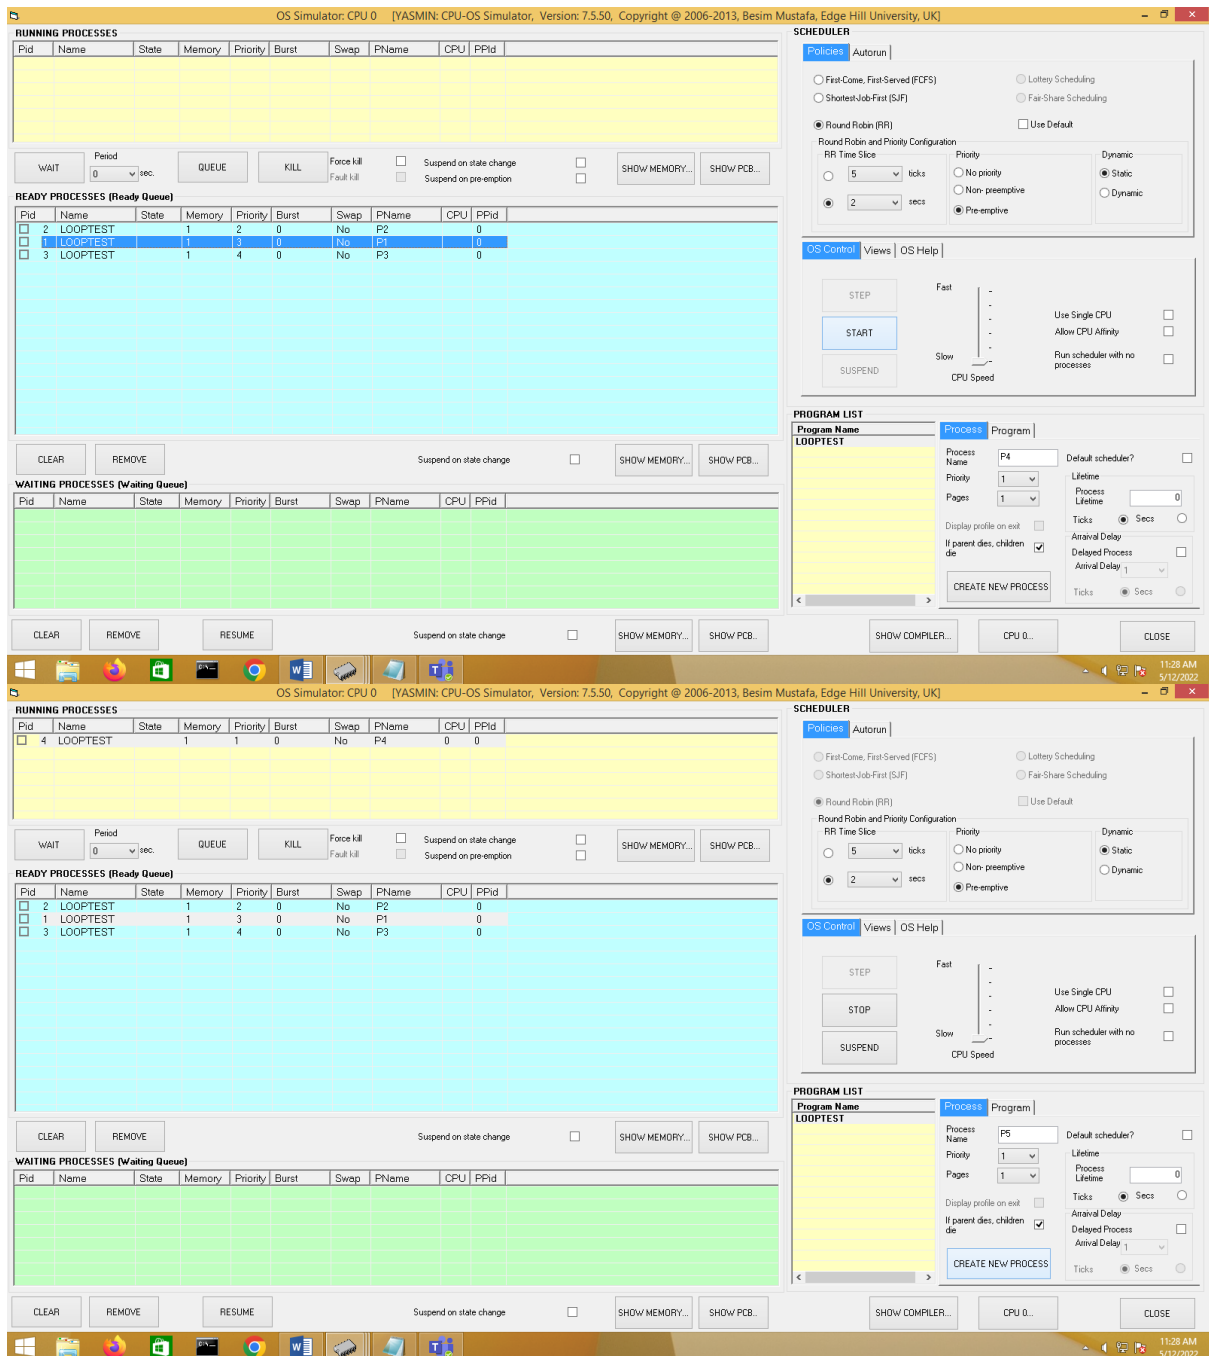 OS Simulator: CPU 0 [YASMIN: CPU-OS Simulator, Version: 7.5.50, Copyright @ 2006-2013, Besim Mustafa, Edge Hill University, UK]
RUNNING PROCESSES
Pid Name State Memory Priority Burst Swap PName CPU PPId
WAIT
Period
0 sec.
QUEUE
KILL
Force kill
Fault kill
Suspend on state change
Suspend on pre-emption
SHOW MEMORY...
SHOW PCB...
READY PROCESSES (Ready Queue)
Pid Name State Memory Priority Burst Swap PName CPU PPid
2 LOOPTEST 1 2 0 No P2 0
1 LOOPTEST 1 3 0 No P1 0
3 LOOPTEST 1 4 0 No P3 0
CLEAR
REMOVE
Suspend on state change
SHOW MEMORY...
SHOW PCB...
WAITING PROCESSES (Waiting Queue)
Pid Name State Memory Priority Burst Swap PName CPU PPid
CLEAR
REMOVE
RESUME
Suspend on state change
SHOW MEMORY...
SHOW PCB..
SCHEDULER
Policies Autorun
First-Come, First-Served (FCFS)
Lottery Scheduling
Shortest-Job-First (SJF)
Fair-Share Scheduling
Round Robin (RR)
Use Default
Round Robin and Priority Configuration
RR Time Slice
5 ticks
2 secs
Priority
No priority
Non- preemptive
Pre-emptive
Dynamic
Static
Dynamic
OS Control Views OS Help
STEP
START
SUSPEND
Fast
Slow
CPU Speed
Use Single CPU
Allow CPU Affinity
Run scheduler with no
processes
PROGRAM LIST
Program Name
LOOPTEST
Process Program
Process
Name
P4
Priority 1
Pages 1
Display profile on exit
If parent dies, children
die
CREATE NEW PROCESS
Default scheduler?
Lifetime
Process
Lifetime
0
Ticks Secs
Arraival Delay
Delayed Process
Arrival Delay 1
Ticks Secs
SHOW COMPILER...
CPU 0...
CLOSE
11:28 AM
5/12/2022
OS Simulator: CPU 0 [YASMIN: CPU-OS Simulator, Version: 7.5.50, Copyright @ 2006-2013, Besim Mustafa, Edge Hill University, UK]
RUNNING PROCESSES
Pid Name State Memory Priority Burst Swap PName CPU PPId
4 LOOPTEST 1 1 0 No P4 0 0
WAIT
Period
0 sec.
QUEUE
KILL
Force kill
Fault kill
Suspend on state change
Suspend on pre-emption
SHOW MEMORY...
SHOW PCB...
READY PROCESSES (Ready Queue)
Pid Name State Memory Priority Burst Swap PName CPU PPid
2 LOOPTEST 1 2 0 No P2 0
1 LOOPTEST 1 3 0 No P1 0
3 LOOPTEST 1 4 0 No P3 0
CLEAR
REMOVE
Suspend on state change
SHOW MEMORY...
SHOW PCB...
WAITING PROCESSES (Waiting Queue)
Pid Name State Memory Priority Burst Swap PName CPU PPid
CLEAR
REMOVE
RESUME
Suspend on state change
SHOW MEMORY...
SHOW PCB..
SCHEDULER
Policies Autorun
First-Come, First-Served (FCFS)
Lottery Scheduling
Shortest-Job-First (SJF)
Fair-Share Scheduling
Round Robin (RR)
Use Default
Round Robin and Priority Configuration
RR Time Slice
5 ticks
2 secs
Priority
No priority
Non- preemptive
Pre-emptive
Dynamic
Static
Dynamic
OS Control Views OS Help
STEP
STOP
SUSPEND
Fast
Slow
CPU Speed
Use Single CPU
Allow CPU Affinity
Run scheduler with no
processes
PROGRAM LIST
Program Name
LOOPTEST
Process Program
Process
Name
P5
Priority 1
Pages 1
Display profile on exit
If parent dies, children
die
CREATE NEW PROCESS
Default scheduler?
Lifetime
Process
Lifetime
0
Ticks Secs
Arraival Delay
Delayed Process
Arrival Delay 1
Ticks Secs
SHOW COMPILER...
CPU 0...
CLOSE
11:28 AM
5/12/2022